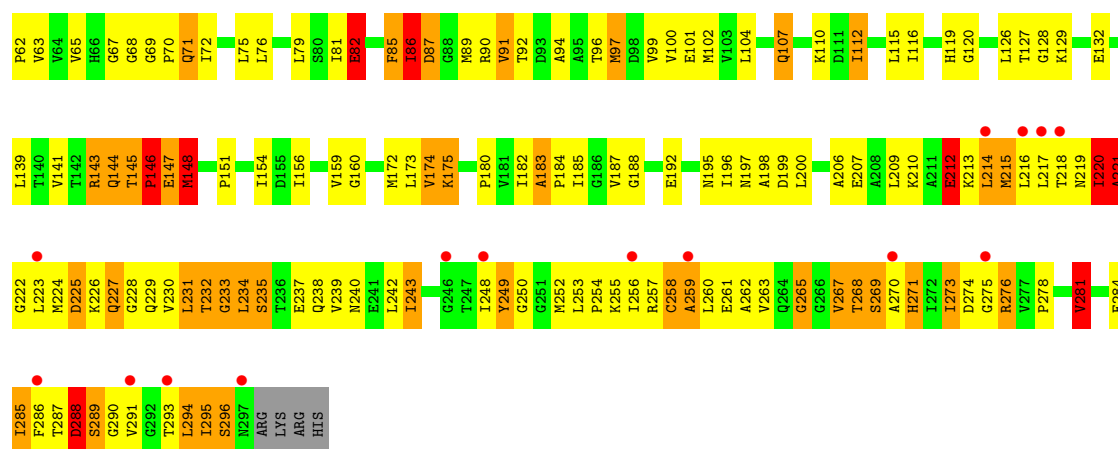 P62 V63 V64 V65 H66 G67 G68 G69 P70 Q71 I72 L75 L76 L79 S80 I81 E82 F85 I86 D87 G88 M89 R90 V91 T92 D93 A94 A95 T96 M97 D98 V99 V100 E101 M102 V103 L104 Q107 K110 D111 I112 L115 I116 H119 G120 L126 T127 G128 K129 E132
L139 T140 V141 T142 R143 Q144 T145 P146 E147 M148 P151 I154 D155 I156 V159 G160 M172 L173 V174 K175 P180 V181 I182 A183 P184 I185 G186 V187 G188 E192 N195 I196 N197 A198 D199 L200 A206 E207 A208 L209 K210 A211 E212 K213 L214 M215 L216 L217 T218 N219 I220 A221
G222 L223 M224 D225 K226 Q227 G228 Q229 V230 L231 T232 G233 L234 S235 T236 E237 Q238 V239 N240 E241 L242 I243 G246 T247 I248 Y249 G250 G251 M252 L253 P254 K255 I256 R257 C258 A259 L260 E261 A262 V263 Q264 G265 G266 V267 T268 S269 A270 H271 I272 I273 D274 G275 R276 V277 P278 V281 E284
I285 F286 T287 D288 S289 G290 V291 G292 T293 L294 I295 S296 N297 ARG LYS ARG HIS